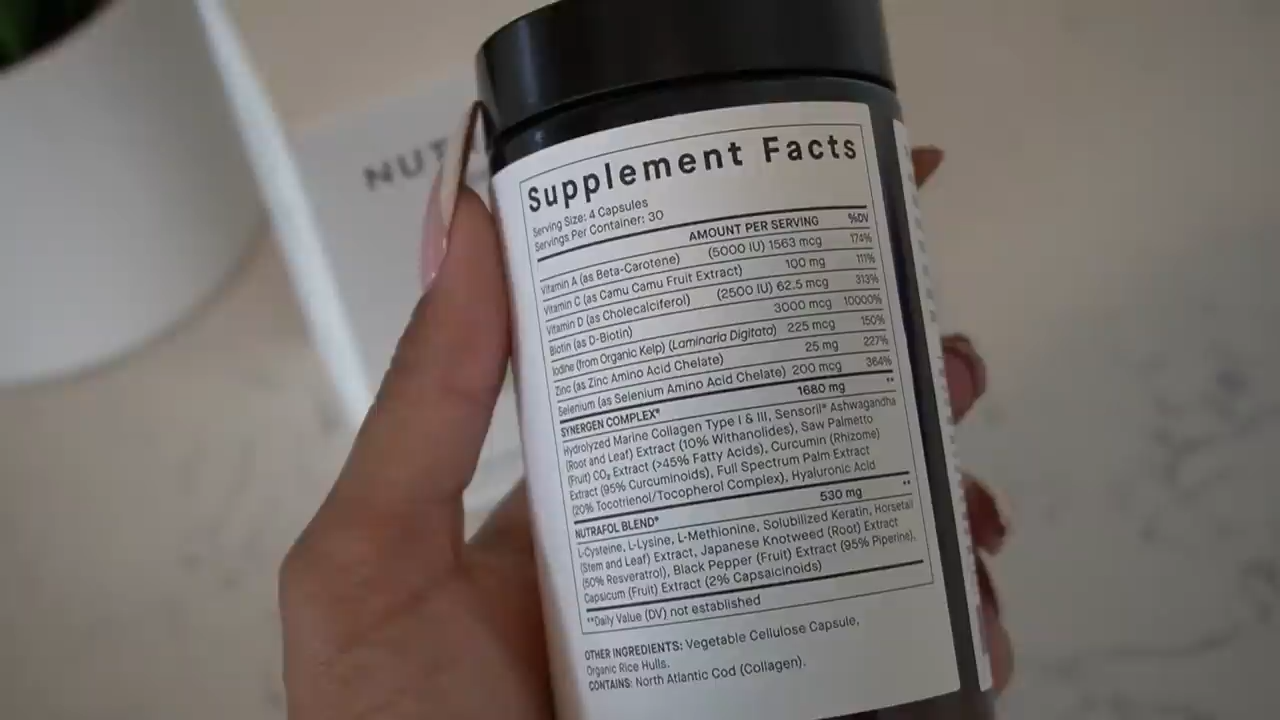 NUT
Supplement Facts
Serving Size: 4 Capsules
Servings Per Container: 30
AMOUNT PER SERVING %DV
Vitamin A (as Beta-Carotene) (5000 IU) 1563 mcg 174%
Vitamin C (as Camu Camu Fruit Extract) 100 mg 111%
Vitamin D (as Cholecalciferol) (2500 IU) 62.5 mcg 313%
Biotin (as D-Biotin) 3000 mcg 10000%
Iodine (from Organic Kelp) (Laminaria Digitata) 225 mcg 150%
Zinc (as Zinc Amino Acid Chelate) 25 mg 227%
Selenium (as Selenium Amino Acid Chelate) 200 mcg 364%
SYNERGEN COMPLEX® 1680 mg **
Hydrolyzed Marine Collagen Type I & III, Sensoril® Ashwagandha
(Root and Leaf) Extract (10% Withanolides), Saw Palmetto
(Fruit) CO₂ Extract (>45% Fatty Acids), Curcumin (Rhizome)
Extract (95% Curcuminoids), Full Spectrum Palm Extract
(20% Tocotrienol/Tocopherol Complex), Hyaluronic Acid
NUTRAFOL BLEND® 530 mg **
L-Cysteine, L-Lysine, L-Methionine, Solubilized Keratin, Horsetail
(Stem and Leaf) Extract, Japanese Knotweed (Root) Extract
(50% Resveratrol), Black Pepper (Fruit) Extract (95% Piperine),
Capsicum (Fruit) Extract (2% Capsaicinoids)
**Daily Value (DV) not established
OTHER INGREDIENTS: Vegetable Cellulose Capsule,
Organic Rice Hulls.
CONTAINS: North Atlantic Cod (Collagen).